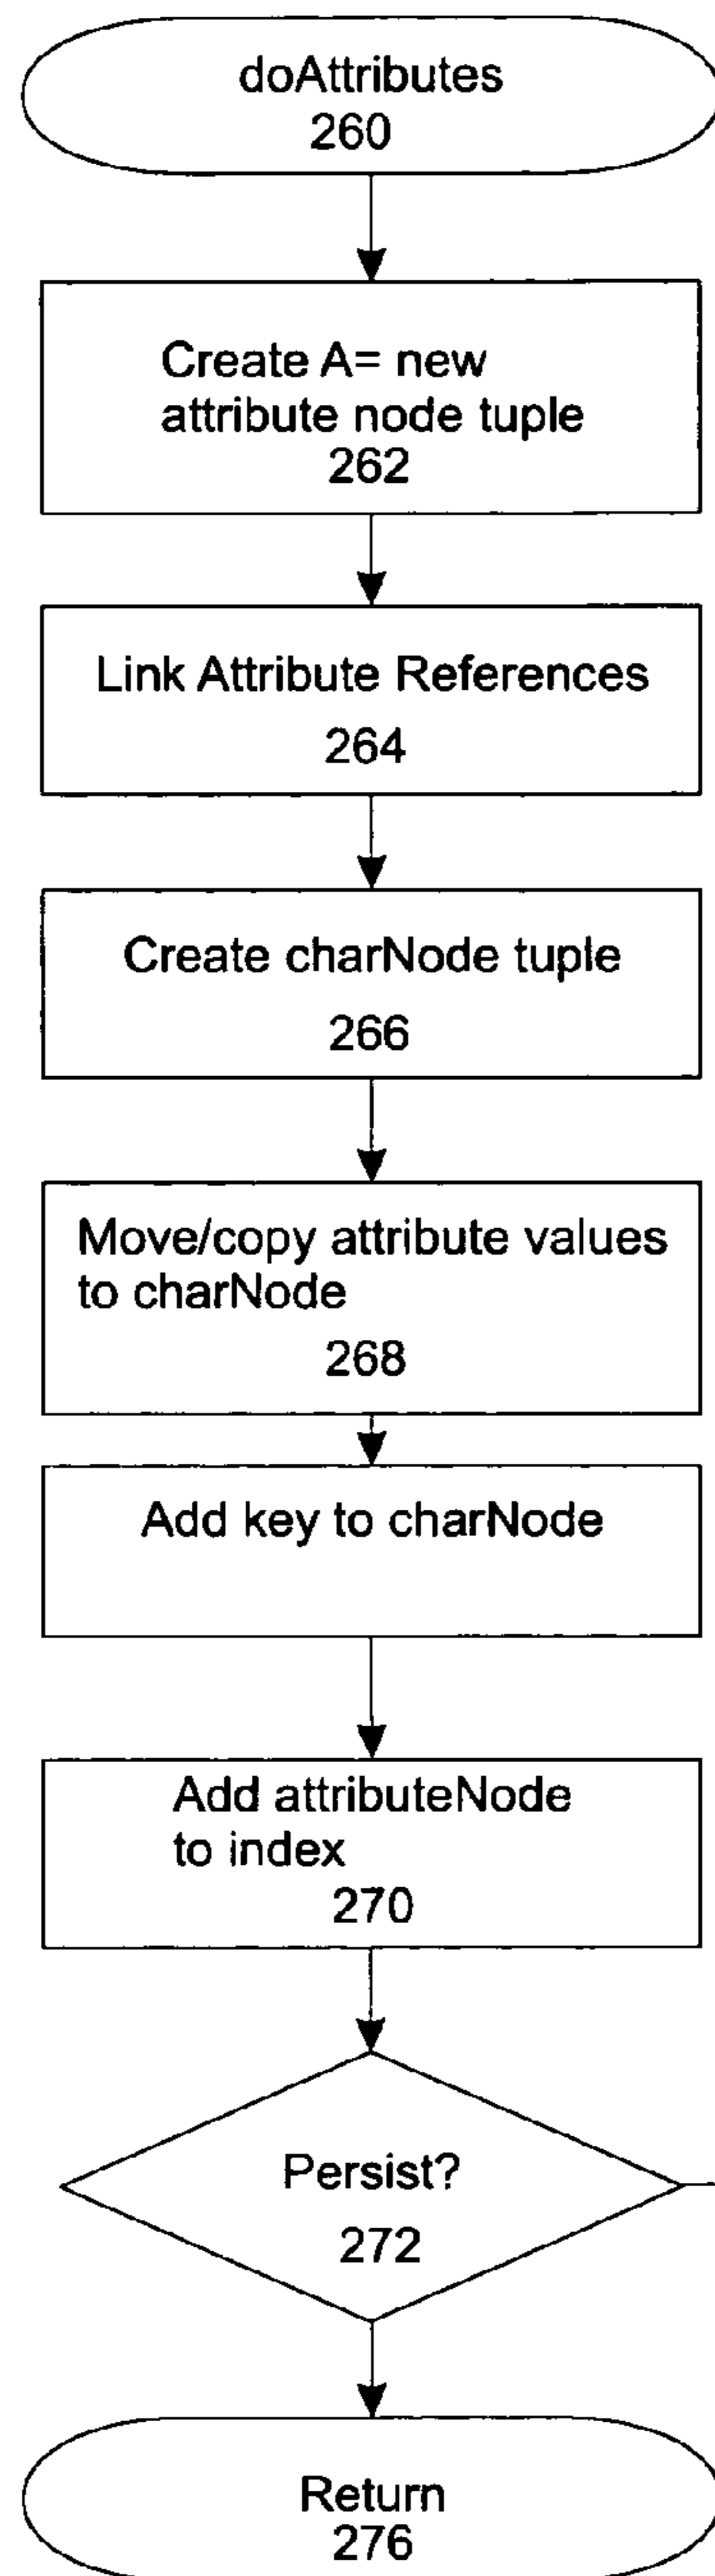 doAttributes
260
Create A= new
attribute node tuple
262
Link Attribute References
264
Create charNode tuple
266
Move/copy attribute values
to charNode
268
Add key to charNode
Add attributeNode
to index
270
Persist?
272
Return
276